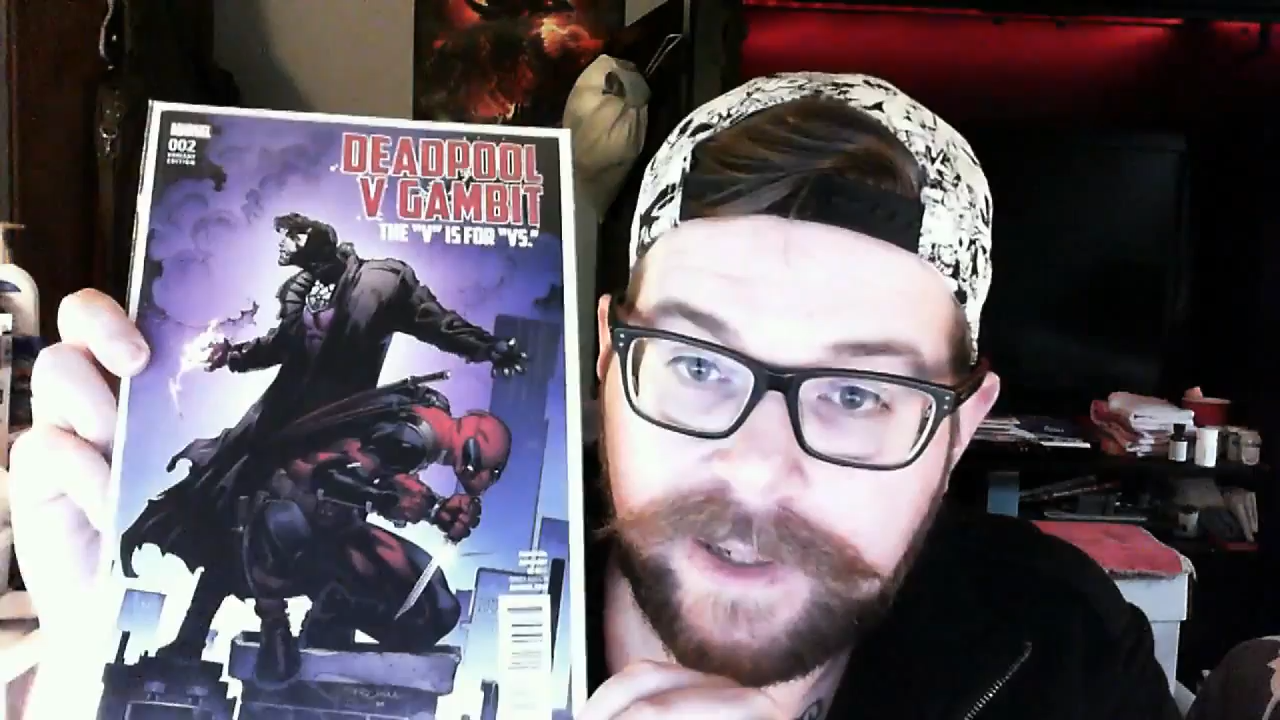 MARVEL
002
VARIANT
EDITION
DEADPOOL
V GAMBIT
THE "V" IS FOR "VS."